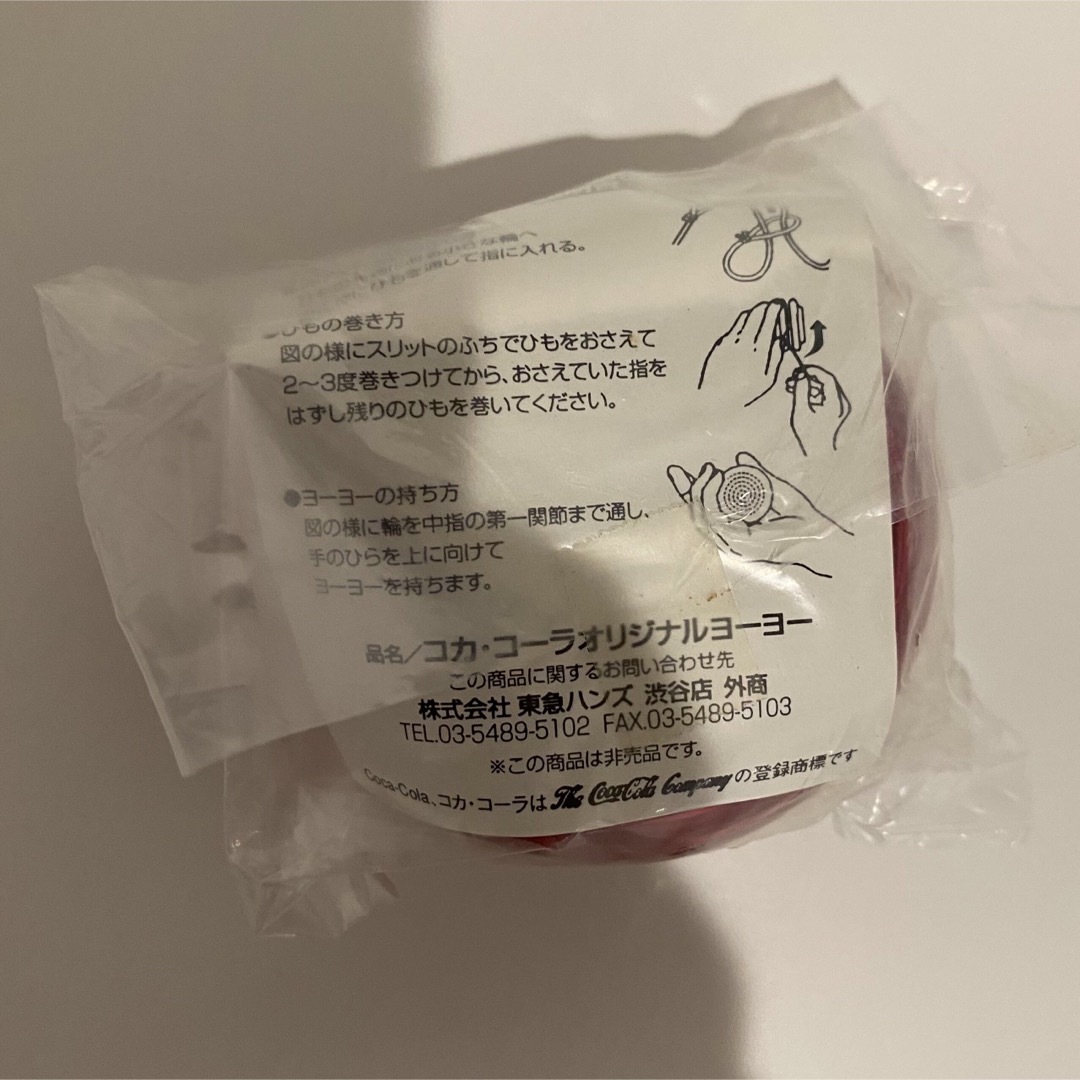 な輪へ
ひもを通して指に入れる。
●ひもの巻き方
図の様にスリットのふちでひもをおさえて
2〜3度巻きつけてから、おさえていた指を
はずし残りのひもを巻いてください。
●ヨーヨーの持ち方
図の様に輪を中指の第一関節まで通し、
手のひらを上に向けて
ヨーヨーを持ちます。
品名/コカ・コーラオリジナルヨーヨー
この商品に関するお問い合わせ先
株式会社 東急ハンズ 渋谷店 外商
TEL.03-5489-5102 FAX.03-5489-5103
※この商品は非売品です。
Coca-Cola、コカ・コーラは The Coca-Cola Company の登録商標です